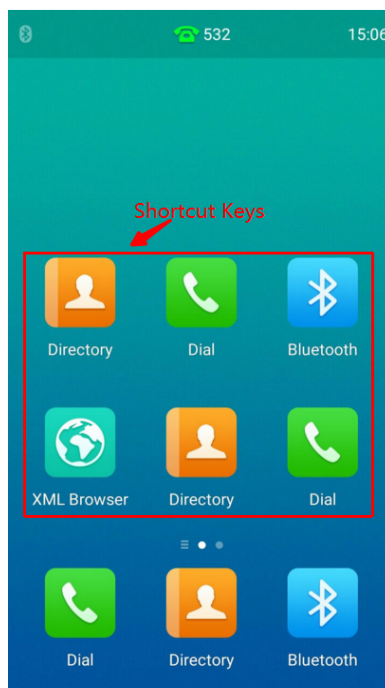 532 15:06
Shortcut Keys
Directory Dial Bluetooth
XML Browser Directory Dial
Dial Directory Bluetooth